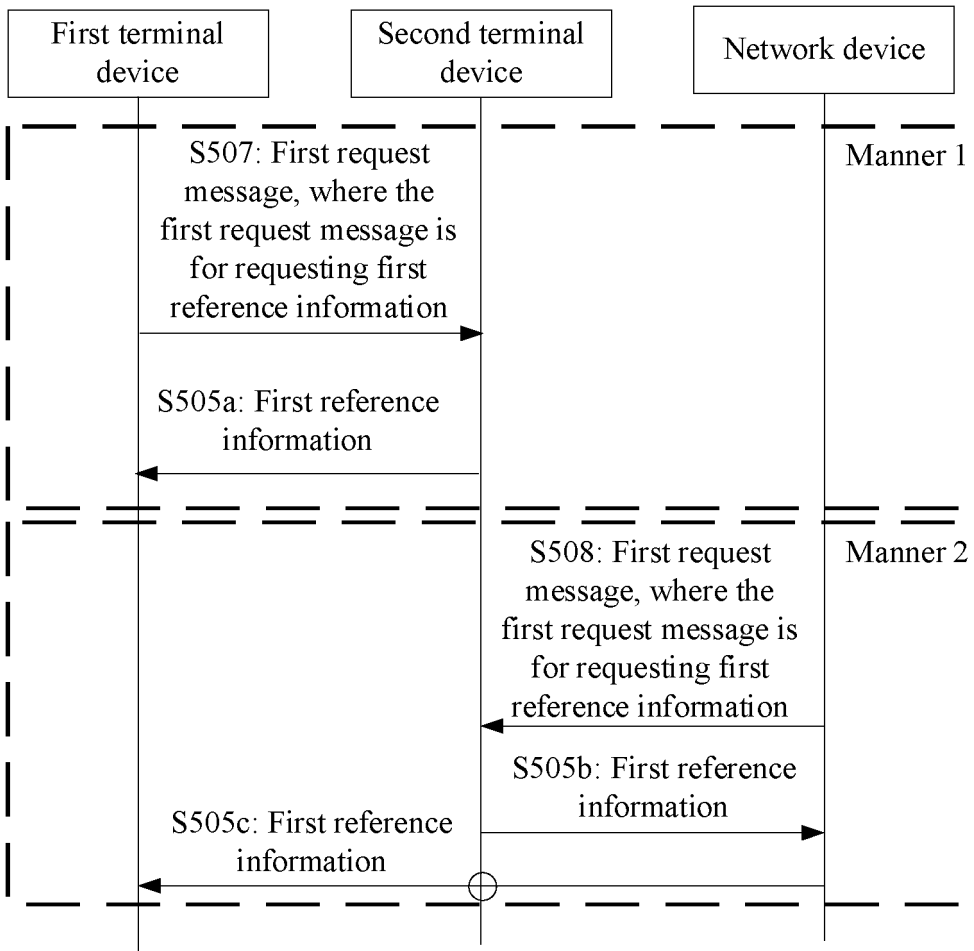 First terminal
device
Second terminal
device
Network device
Manner 1
S507: First request
message, where the
first request message is
for requesting first
reference information
S505a: First reference
information
Manner 2
S508: First request
message, where the
first request message is
for requesting first
reference information
S505b: First reference
information
S505c: First reference
information